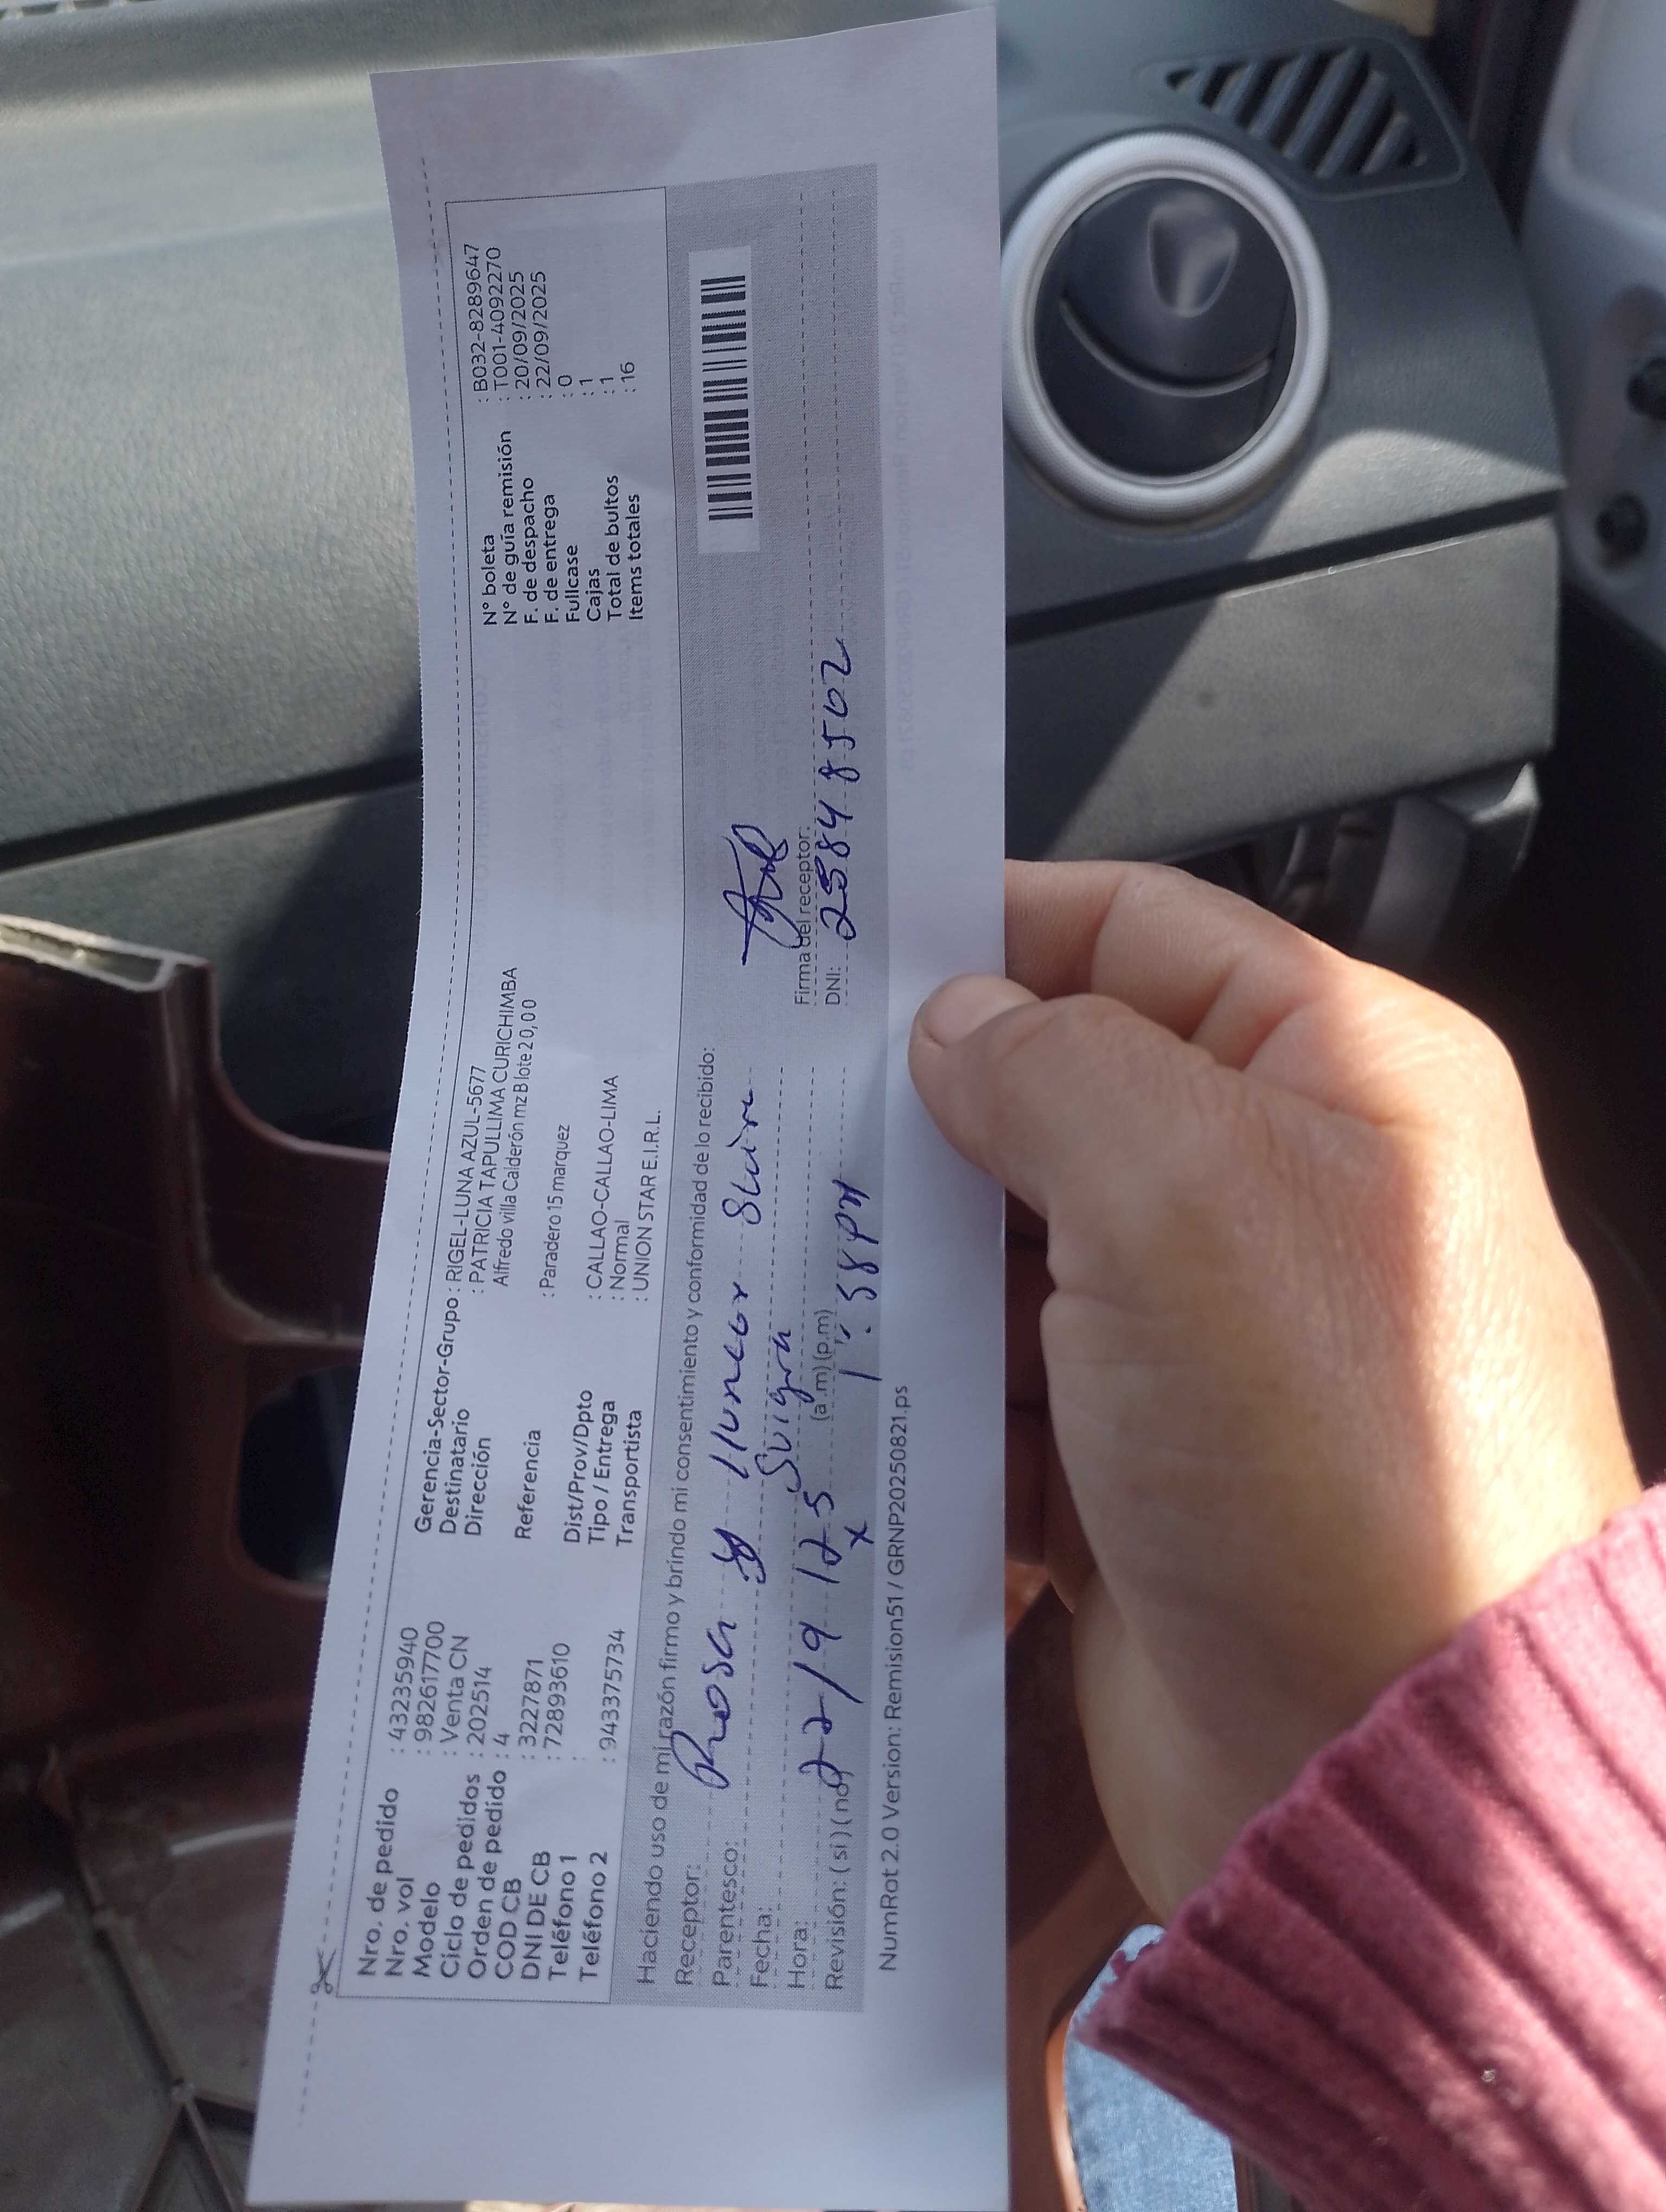 Nro. de pedido : 43235940
Nro. vol : 982617700
Modelo : Venta CN
Ciclo de pedidos : 202514
Orden de pedido : 4
COD CB : 3227871
DNI DE CB : 72893610
Teléfono 1 :
Teléfono 2 : 943375734
Gerencia-Sector-Grupo : RIGEL-LUNA AZUL-5677
Destinatario : PATRICIA TAPULLIMA CURICHIMBA
Dirección Alfredo villa Calderón mz B lote 2 0,00
Referencia : Paradero 15 marquez
Dist/Prov/Dpto : CALLAO-CALLAO-LIMA
Tipo / Entrega : Normal
Transportista : UNION STAR E.I.R.L.
N° boleta : B032-8289647
N° de guía remisión : T001-4092270
F. de despacho : 20/09/2025
F. de entrega : 22/09/2025
Fullcase : 0
Cajas : 1
Total de bultos : 1
Items totales : 16
Haciendo uso de mi razón firmo y brindo mi consentimiento y conformidad de lo recibido:
Receptor: Rosa
Parentesco: Suigra
Fecha: 22/9/25
Hora: (a.m) (p.m) 1:58PM
Revisión: (si) (no) x
Firma del receptor:
DNI: 25848502
NumRot 2.0 Version: Remision51 / GRNP20250821.ps